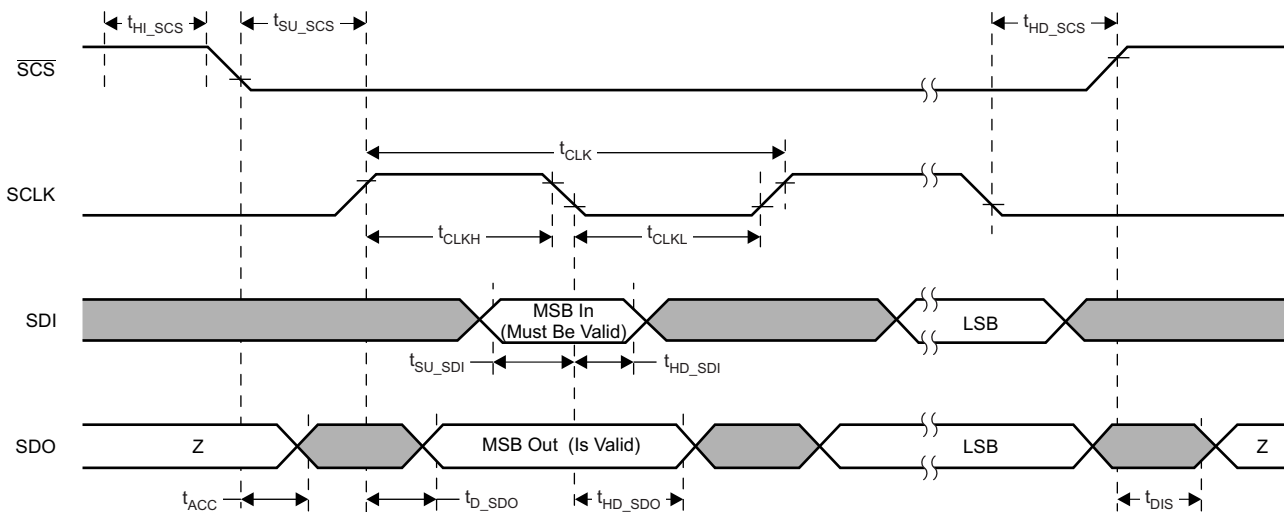 tHI_SCS
tSU_SCS
tHD_SCS
SCS
tCLK
SCLK
tCLKH
tCLKL
SDI
MSB In
(Must Be Valid)
LSB
tSU_SDI
tHD_SDI
SDO
Z
MSB Out (Is Valid)
LSB
Z
tACC
tD_SDO
tHD_SDO
tDIS